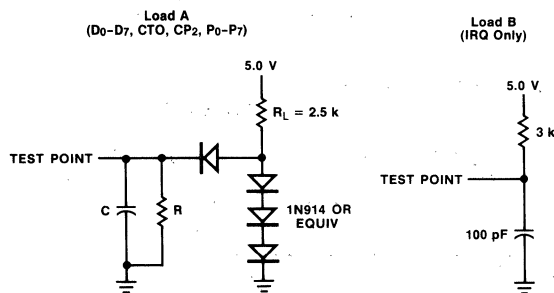 Load A
(D0–D7, CTO, CP2, P0–P7)
5.0 V
RL = 2.5 k
TEST POINT
C
R
1N914 OR
EQUIV
Load B
(IRQ Only)
5.0 V
3 k
TEST POINT
100 pF